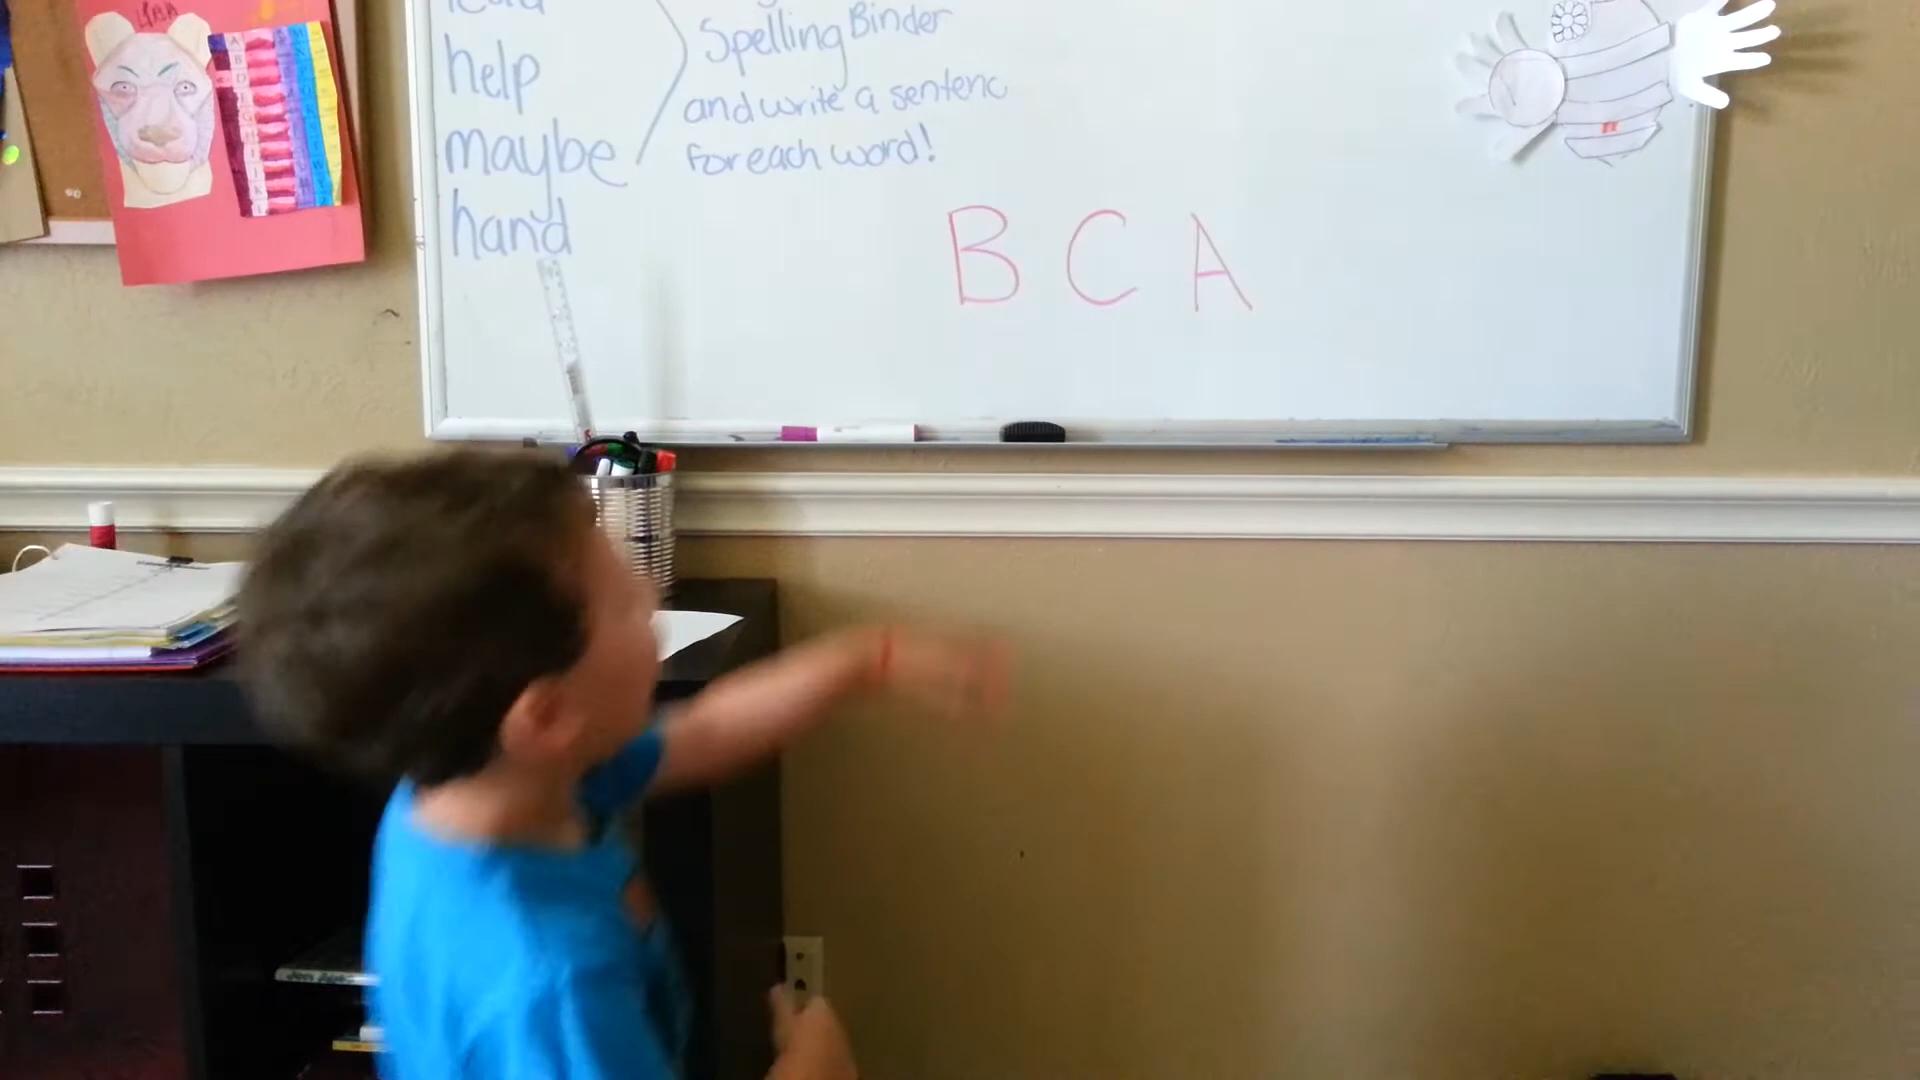 help
maybe
hand
Spelling Binder
and write a sentenc
for each word!
B C A